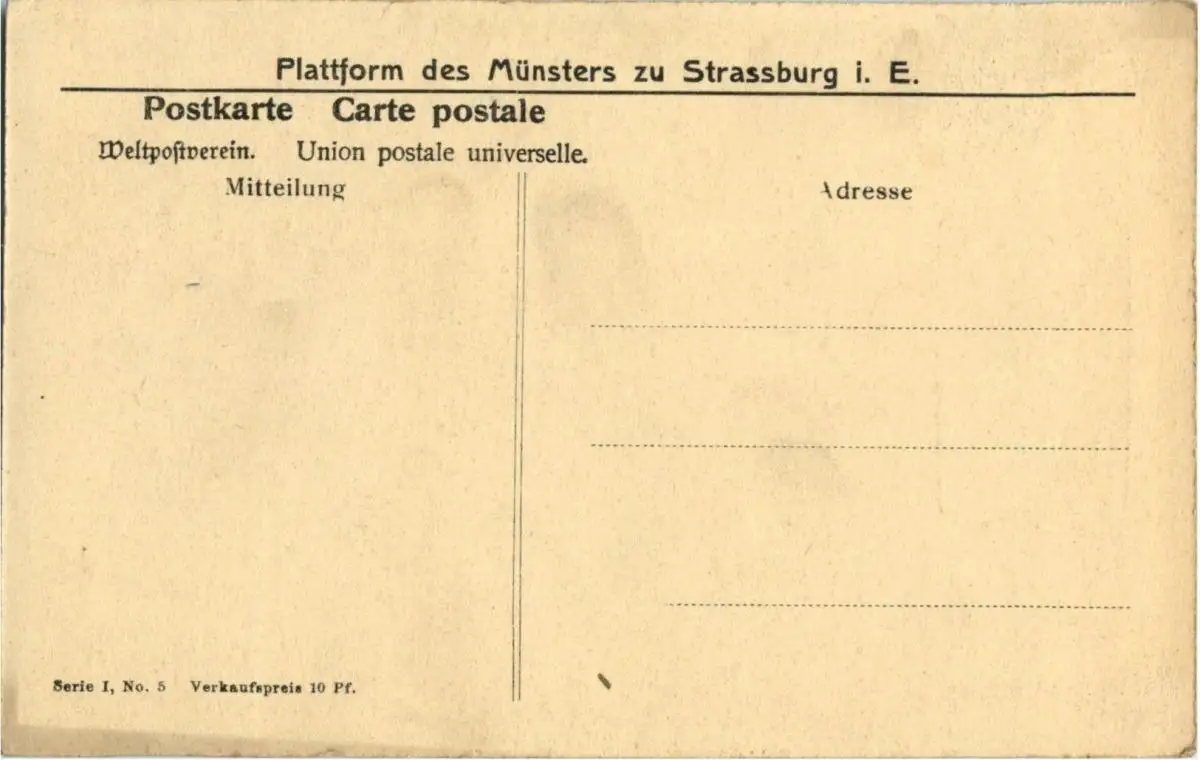 Plattform des Münsters zu Strassburg i. E.
Postkarte Carte postale
Weltpostverein. Union postale universelle.
Mitteilung
Adresse
Serie I, No. 5 Verkaufspreis 10 Pf.